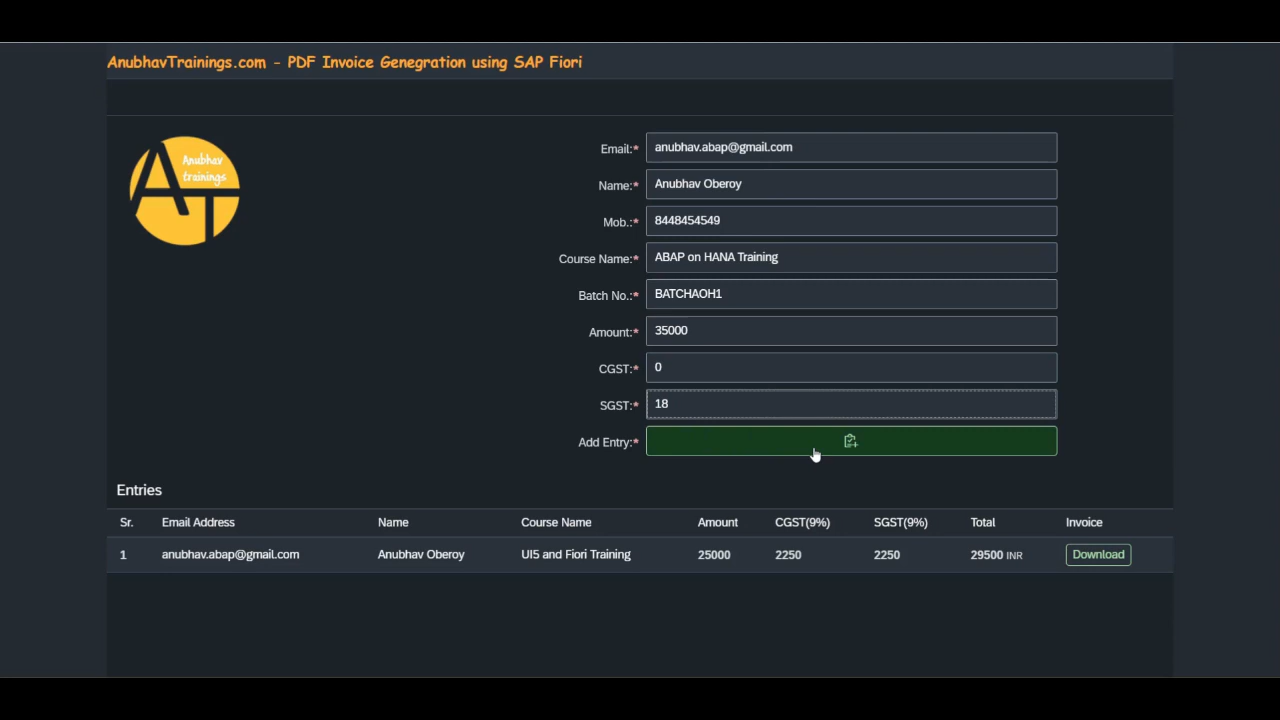 AnubhavTrainings.com - PDF Invoice Genegration using SAP Fiori
Anubhav
trainings
AT
Email:* anubhav.abap@gmail.com
Name:* Anubhav Oberoy
Mob.:* 8448454549
Course Name:* ABAP on HANA Training
Batch No.:* BATCHAOH1
Amount:* 35000
CGST:* 0
SGST:* 18
Add Entry:*
Entries
Sr. Email Address Name Course Name Amount CGST(9%) SGST(9%) Total Invoice
1 anubhav.abap@gmail.com Anubhav Oberoy UI5 and Fiori Training 25000 2250 2250 29500 INR Download